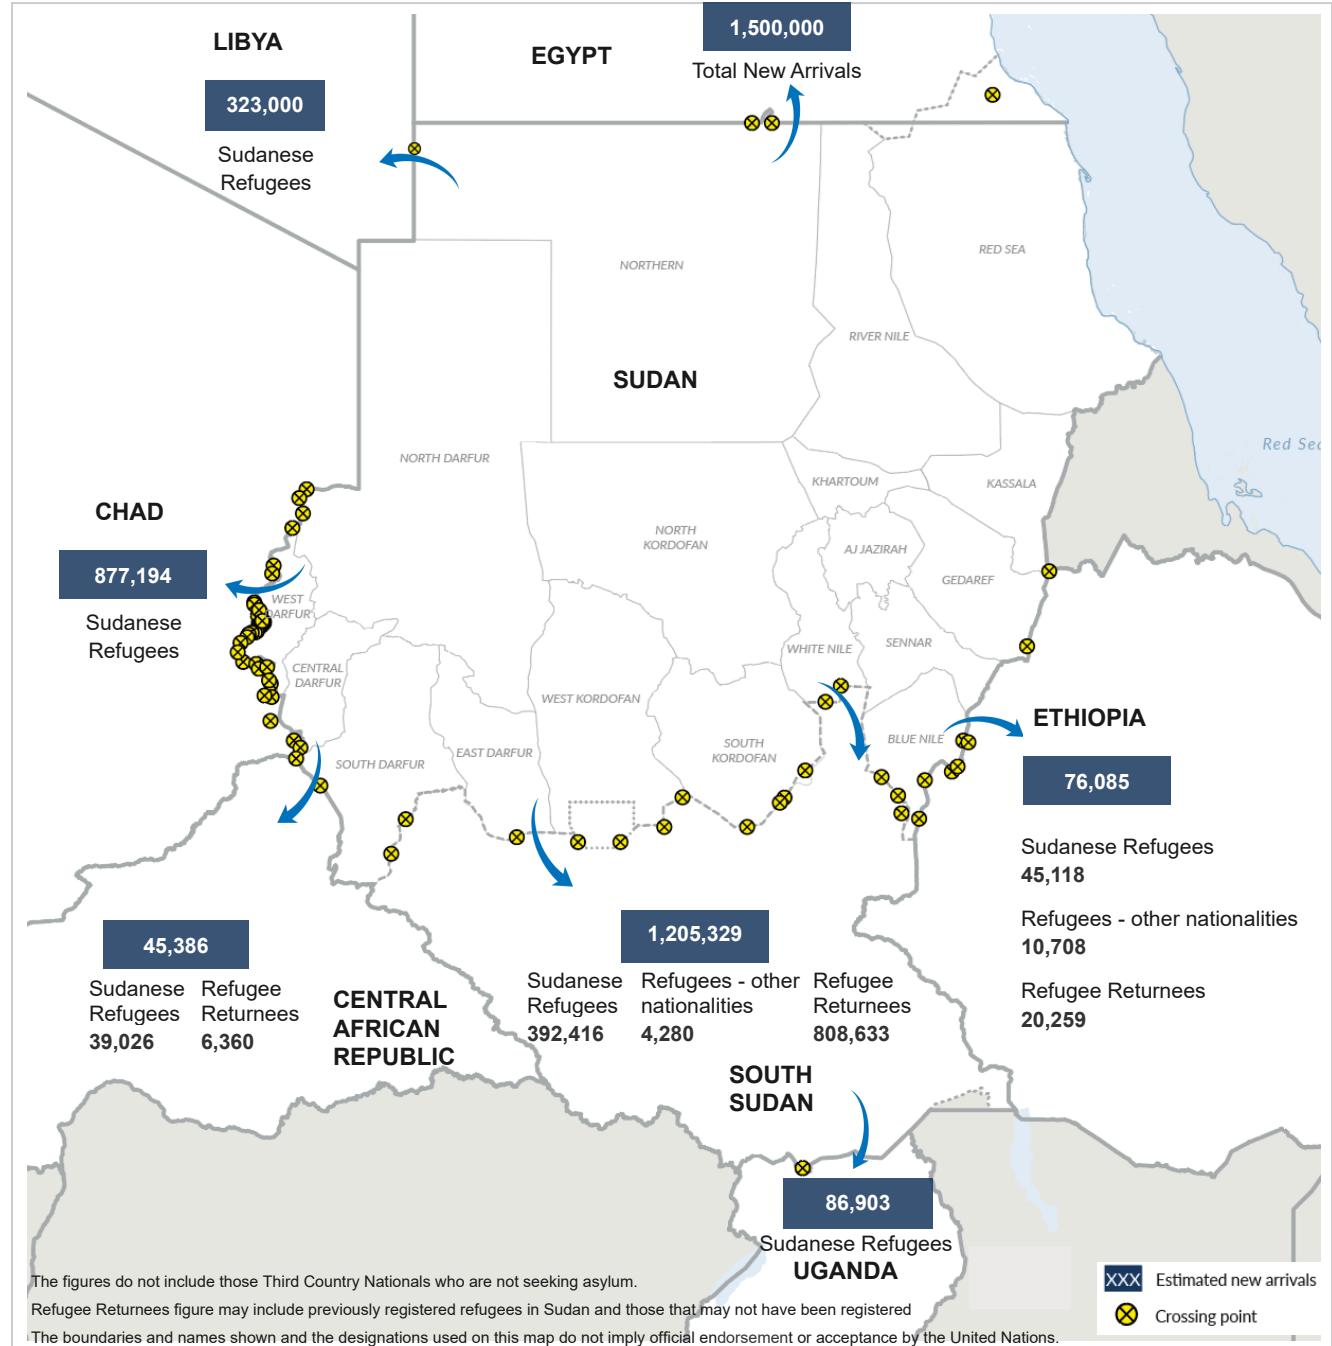 LIBYA
323,000
Sudanese
Refugees
EGYPT
1,500,000
Total New Arrivals
NORTHERN
RED SEA
RIVER NILE
SUDAN
NORTH DARFUR
Red Sea
KHARTOUM
KASSALA
NORTH
KORDOFAN
AJ JAZIRAH
GEDAREF
CHAD
877,194
Sudanese
Refugees
WEST
DARFUR
CENTRAL
DARFUR
WHITE NILE
SENNAR
WEST KORDOFAN
SOUTH DARFUR
EAST DARFUR
SOUTH
KORDOFAN
BLUE NILE
ETHIOPIA
76,085
Sudanese Refugees
45,118
Refugees - other nationalities
10,708
Refugee Returnees
20,259
45,386
Sudanese Refugee
Refugees Returnees
39,026 6,360
CENTRAL
AFRICAN
REPUBLIC
1,205,329
Sudanese Refugees - other Refugee
Refugees nationalities Returnees
392,416 4,280 808,633
SOUTH
SUDAN
86,903
Sudanese Refugees
UGANDA
The figures do not include those Third Country Nationals who are not seeking asylum.
Refugee Returnees figure may include previously registered refugees in Sudan and those that may not have been registered
The boundaries and names shown and the designations used on this map do not imply official endorsement or acceptance by the United Nations.
XXX Estimated new arrivals
Crossing point